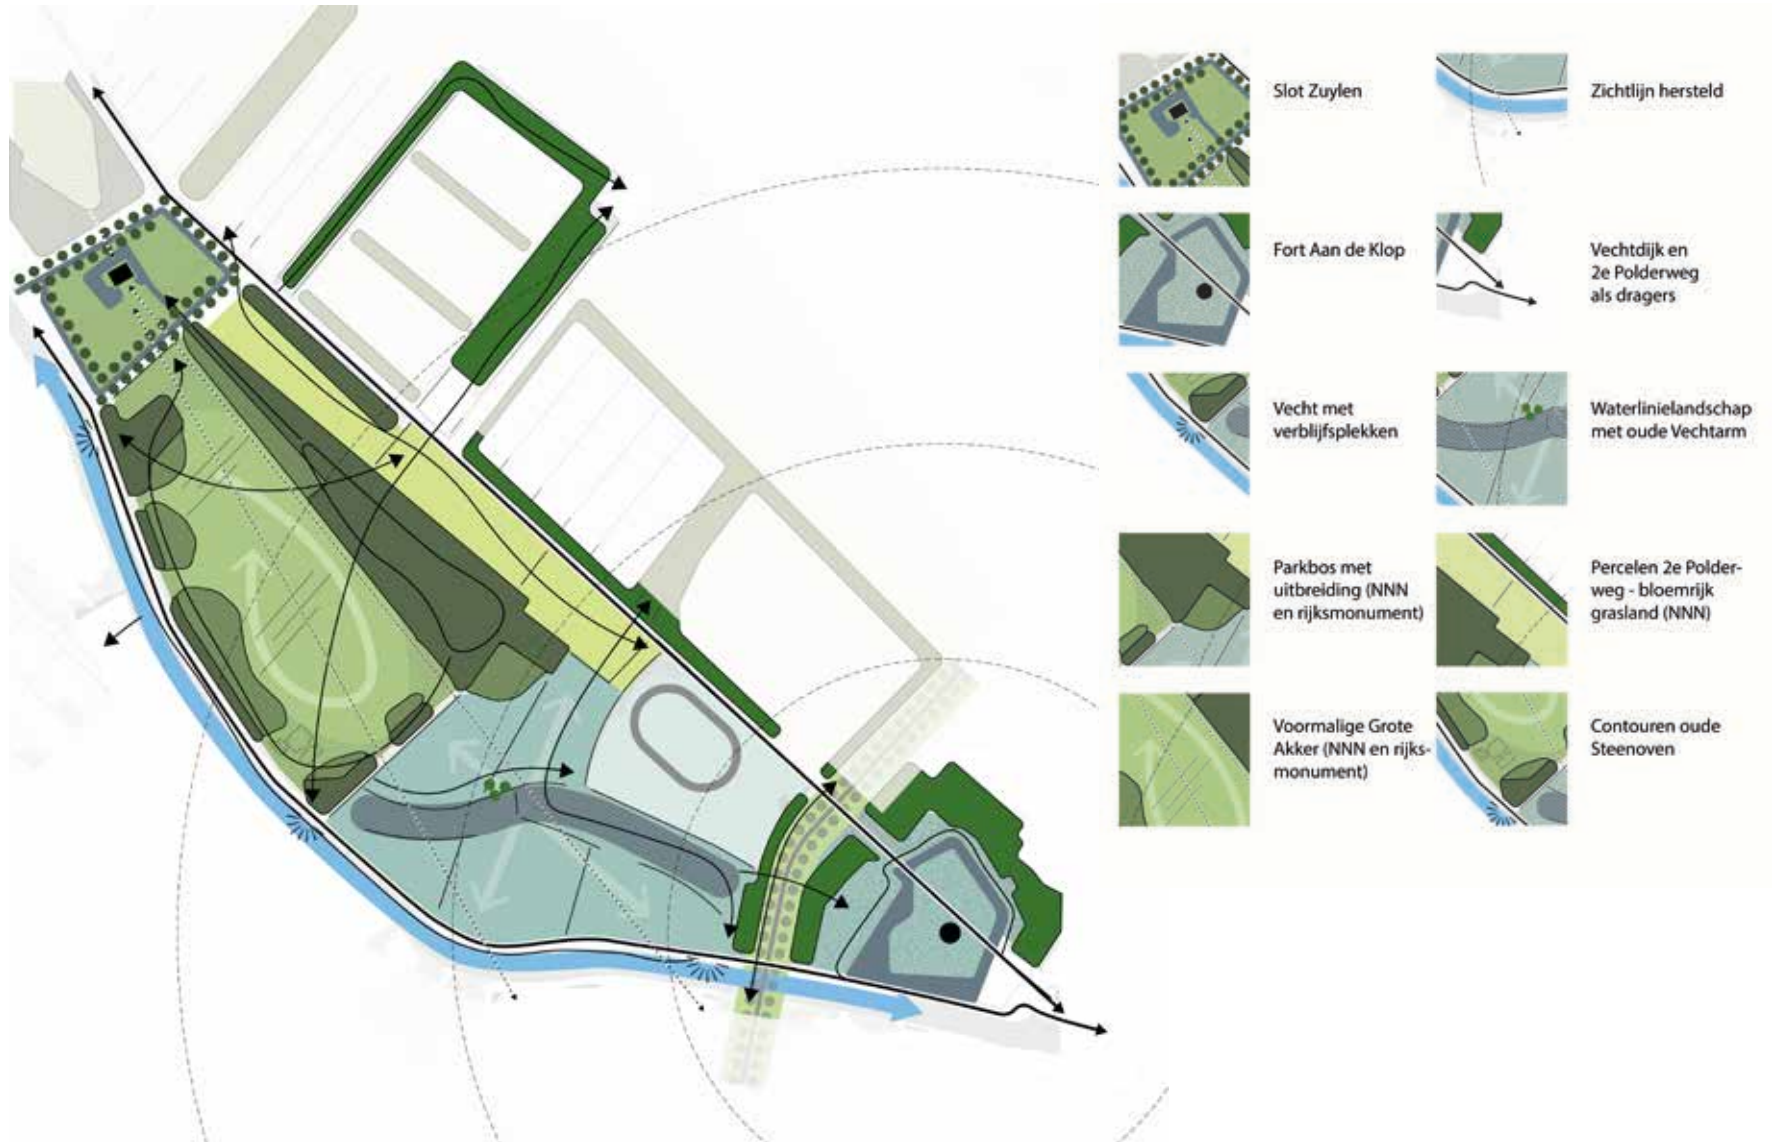 Slot Zuylen
Zichtlijn hersteld
Fort Aan de Klop
Vechtdijk en
2e Polderweg
als dragers
Vecht met
verblijfsplekken
Waterlinielandschap
met oude Vechtarm
Parkbos met
uitbreiding (NNN
en rijksmonument)
Percelen 2e Polder-
weg - bloemrijk
grasland (NNN)
Voormalige Grote
Akker (NNN en rijks-
monument)
Contouren oude
Steenoven